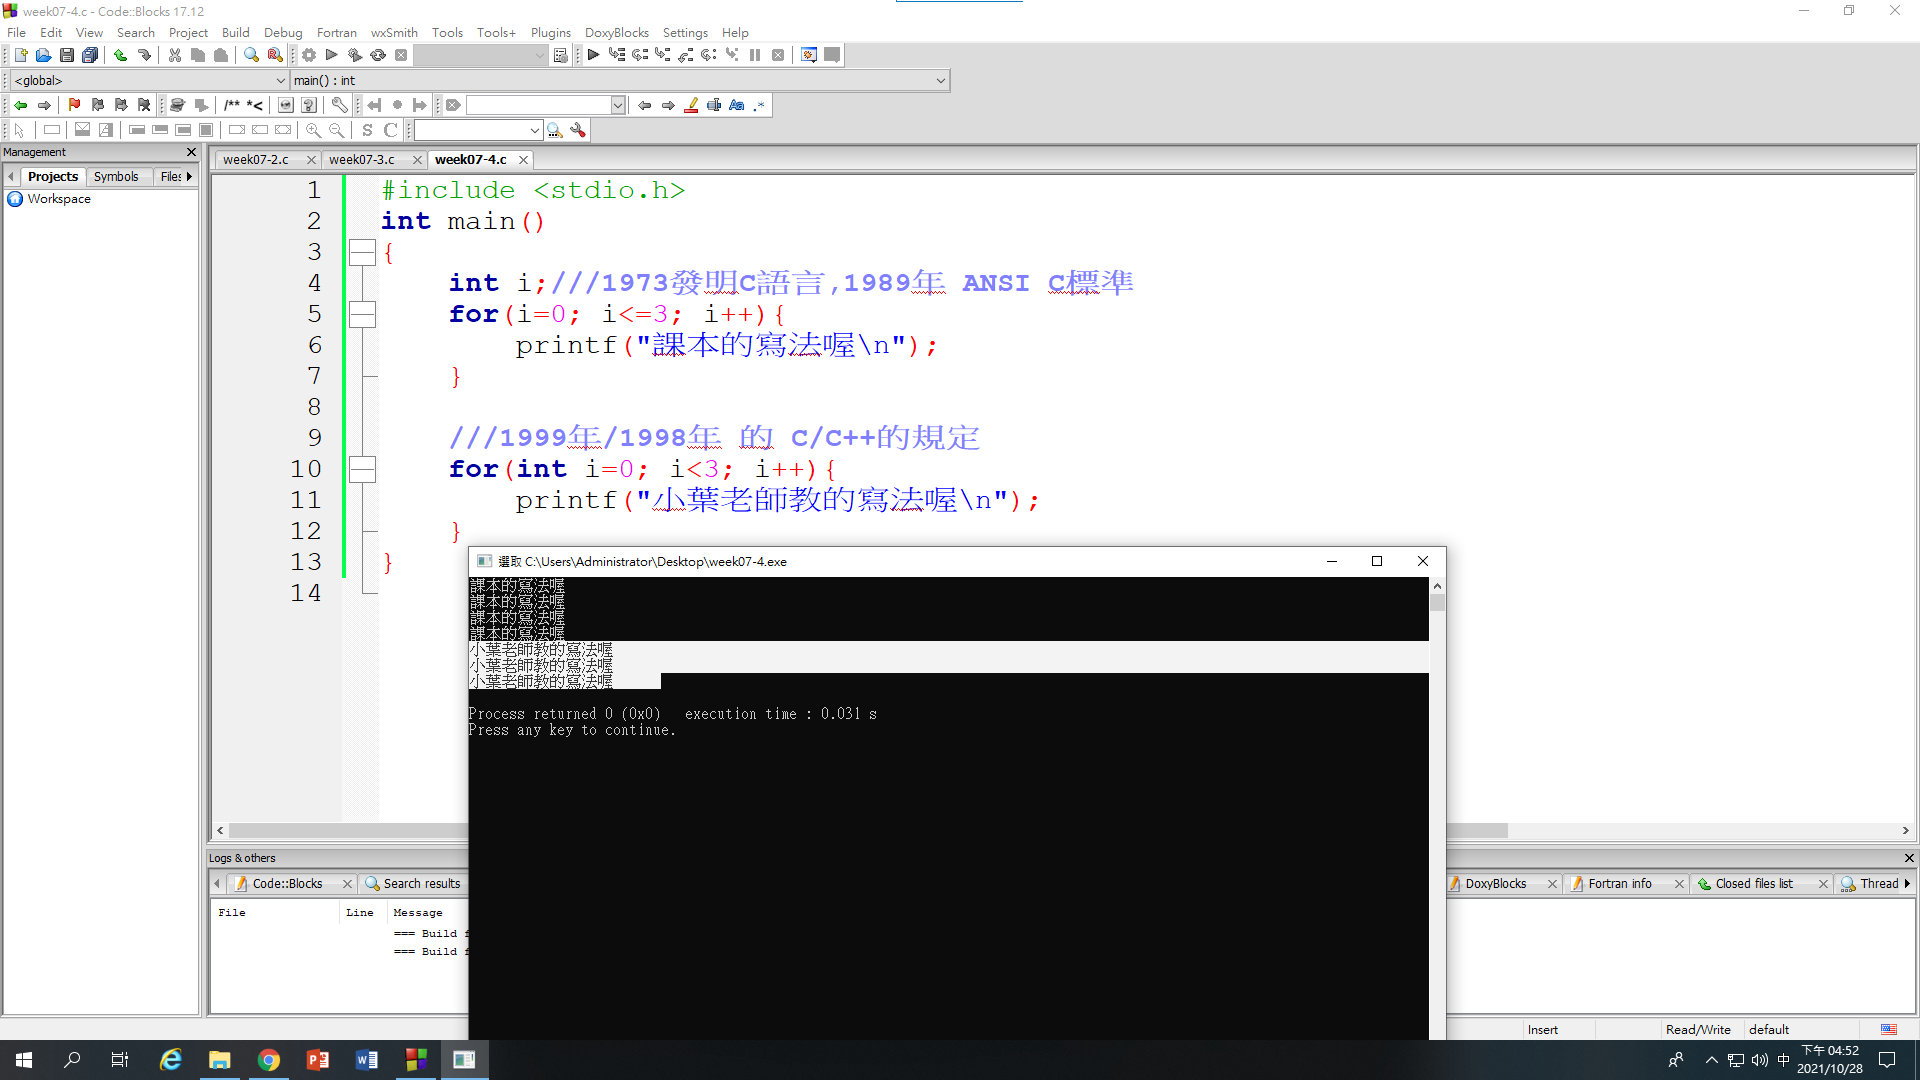 week07-4.c - Code::Blocks 17.12
File Edit View Search Project Build Debug Fortran wxSmith Tools Tools+ Plugins DoxyBlocks Settings Help
<global> main() : int
/** *< Aa .*
S C
Management
Projects Symbols Files
Workspace
week07-2.c week07-3.c week07-4.c
1 #include <stdio.h>
2 int main()
3 {
4 int i;///1973發明C語言,1989年 ANSI C標準
5 for(i=0; i<=3; i++){
6 printf("課本的寫法喔\n");
7 }
8
9 ///1999年/1998年 的 C/C++的規定
10 for(int i=0; i<3; i++){
11 printf("小葉老師教的寫法喔\n");
12 }
13 }
14
選取 C:\Users\Administrator\Desktop\week07-4.exe
課本的寫法喔
課本的寫法喔
課本的寫法喔
課本的寫法喔
小葉老師教的寫法喔
小葉老師教的寫法喔
小葉老師教的寫法喔
Process returned 0 (0x0) execution time : 0.031 s
Press any key to continue.
Logs & others
Code::Blocks Search results DoxyBlocks Fortran info Closed files list Thread
File Line Message
=== Build f
=== Build f
Insert Read/Write default
中 下午 04:52
2021/10/28